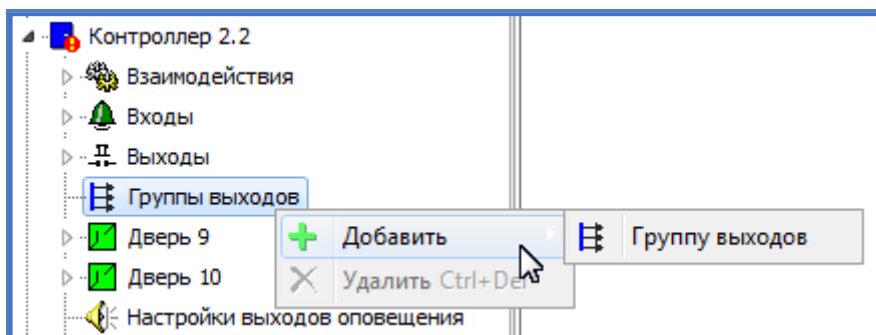 Контроллер 2.2
Взаимодействия
Входы
Выходы
Группы выходов
Добавить
Группу выходов
Дверь 9
Удалить Ctrl+Del
Дверь 10
Настройки выходов оповещения